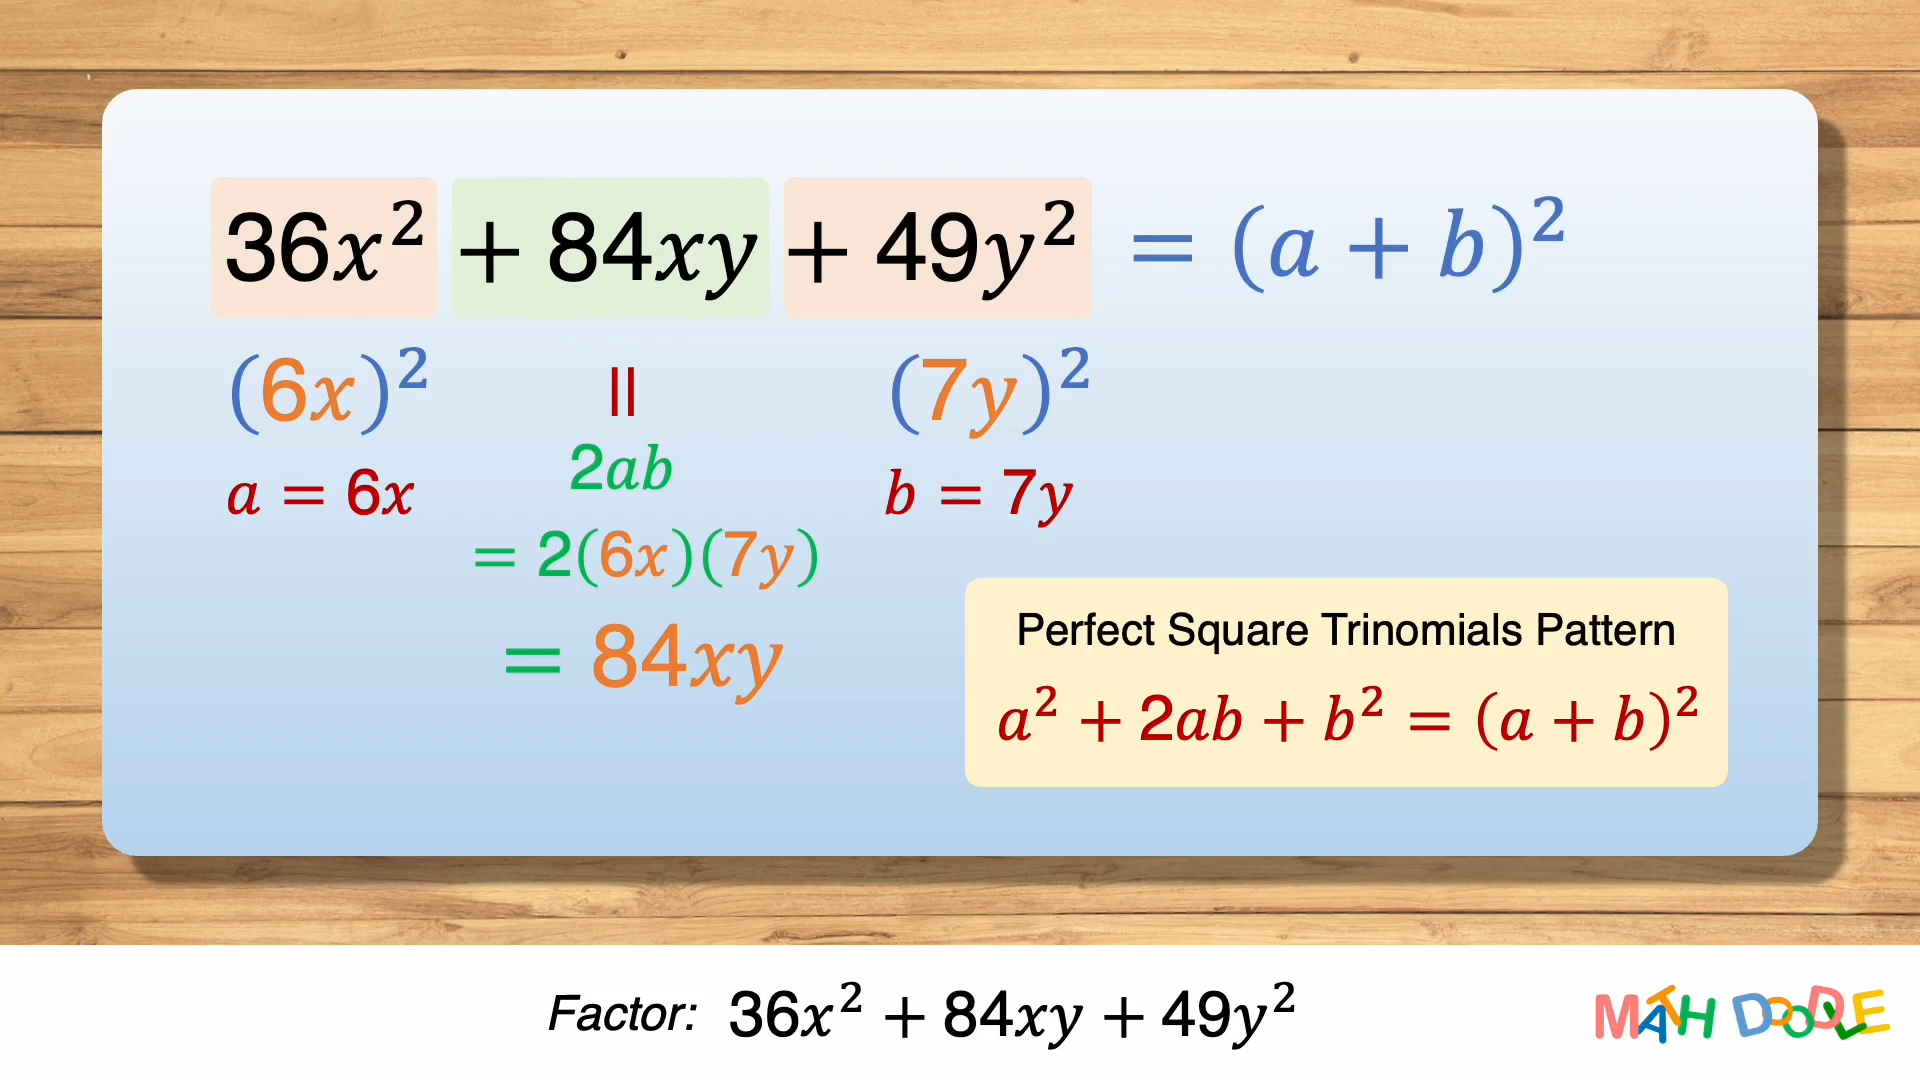 36x² + 84xy + 49y² = (a + b)²
(6x)² = (7y)²
2ab
a = 6x b = 7y
= 2(6x)(7y)
= 84xy
Perfect Square Trinomials Pattern
a² + 2ab + b² = (a + b)²
Factor: 36x² + 84xy + 49y²
MATH DOODLE